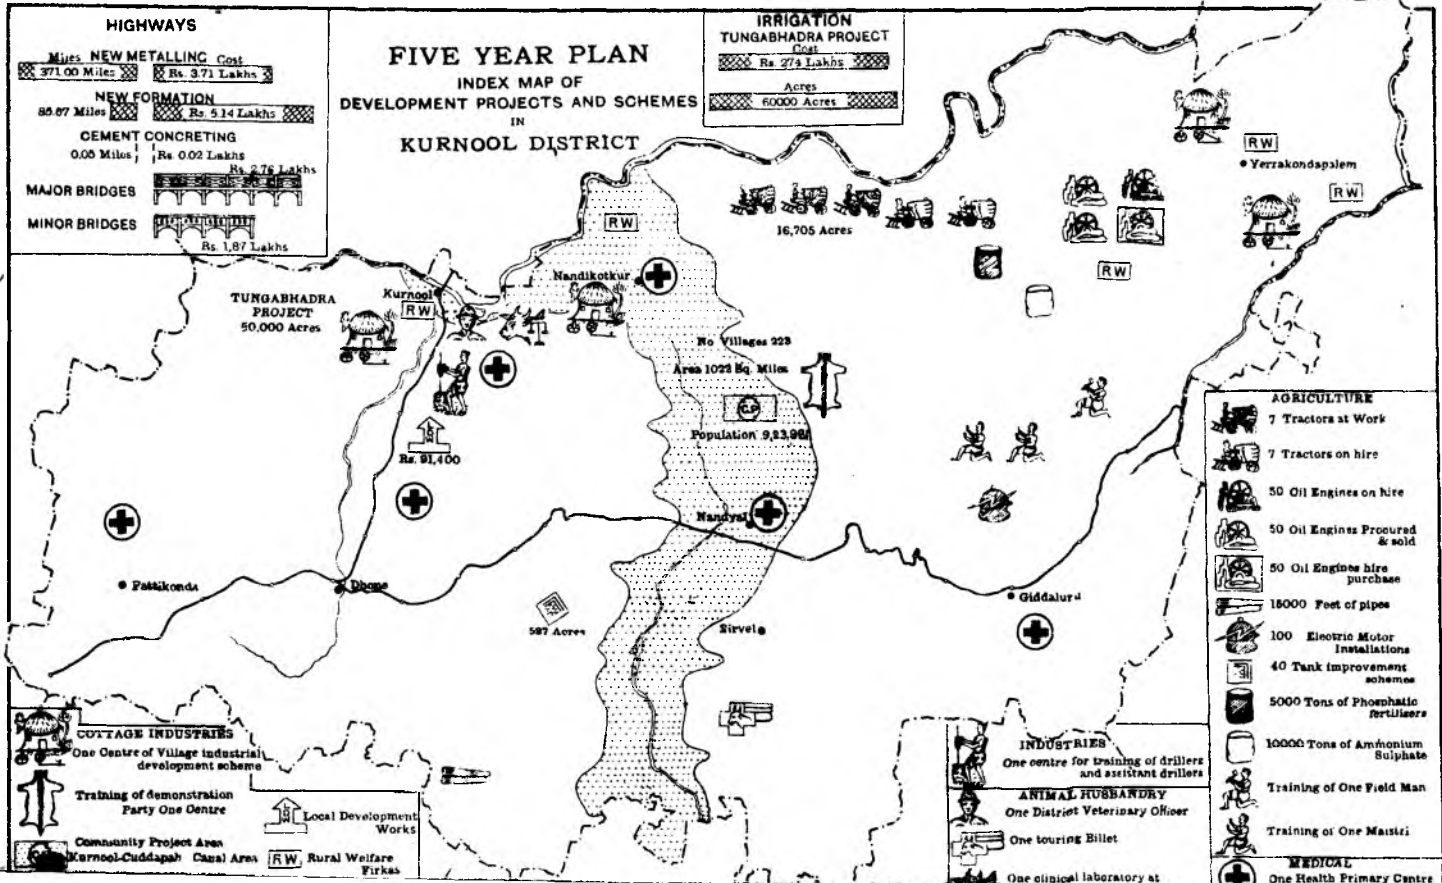 HIGHWAYS
Miles NEW METALLING Cost
371.00 Miles Rs. 3.71 Lakhs
NEW FORMATION
85.67 Miles Rs. 5.14 Lakhs
CEMENT CONCRETING
0.05 Miles Rs 0.02 Lakhs
Rs. 2.76 Lakhs
MAJOR BRIDGES
MINOR BRIDGES
Rs. 1,87 Lakhs
FIVE YEAR PLAN
INDEX MAP OF
DEVELOPMENT PROJECTS AND SCHEMES
IN
KURNOOL DISTRICT
IRRIGATION
TUNGABHADRA PROJECT
Cost
Rs. 274 Lakhs
Acres
60000 Acres
RW
Yerrakondapalem
RW
RW
16,705 Acres
RW
Nandikotkur
Kurnool
RW
TUNGABHADRA
PROJECT
50,000 Acres
No Villages 223
Area 1022 Sq. Miles
C.P
Population 9,23,
LDW
Rs. 91,400
Nandyal
Pattikonda
Dhone
587 Acres
Sirvel
Giddalur
COTTAGE INDUSTRIES
One Centre of Village industrial
development scheme
Training of demonstration
Party One Centre
Community Project Area
Kurnool-Cuddapah Canal Area
Local Development
Works
RW Rural Welfare
Firkas
INDUSTRIES
One centre for training of drillers
and assistant drillers
ANIMAL HUSBANDRY
One District Veterinary Officer
One touring Billet
One clinical laboratory at
AGRICULTURE
7 Tractors at Work
7 Tractors on hire
50 Oil Engines on hire
50 Oil Engines Procured
& sold
50 Oil Engines hire
purchase
15000 Feet of pipes
100 Electric Motor
Installations
40 Tank improvement
schemes
5000 Tons of Phosphatic
fertilisers
10000 Tons of Ammonium
Sulphate
Training of One Field Man
Training of One Maistri
MEDICAL
One Health Primary Centre